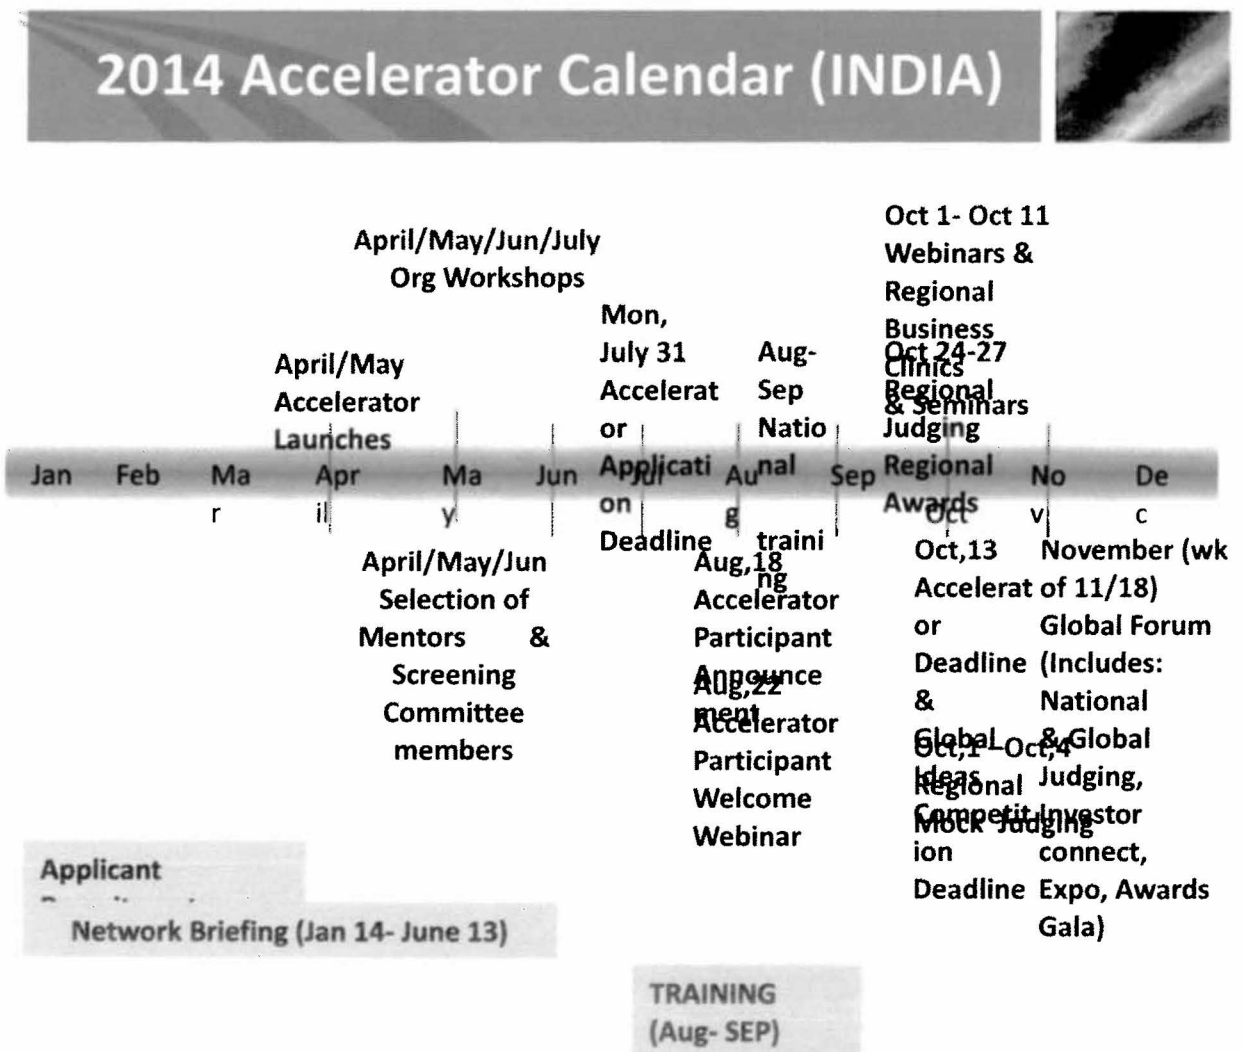 2014 Accelerator Calendar (INDIA)
April/May/Jun/July
Org Workshops
April/May
Accelerator
Launches
Mon,
July 31
Accelerat
or
Applicati
on
Deadline
Aug-
Sep
Natio
nal
traini
ng
Oct 1- Oct 11
Webinars &
Regional
Business
Clinics
& Seminars
Oct 24-27
Regional
Judging
Regional
Awards
Jan
Feb
Ma
r
Apr
il
Ma
y
Jun
Jul
Au
g
Sep
Oct
No
v
De
c
April/May/Jun
Selection of
Mentors &
Screening
Committee
members
Aug,18
Accelerator
Participant
Announce
ment
Aug,22
Accelerator
Participant
Welcome
Webinar
Oct,13
Accelerat
or
Deadline
&
Global
Ideas
Competit
ion
Deadline
Oct,1 –Oct,4
Regional
Mock Judging
November (wk
of 11/18)
Global Forum
(Includes:
National
& Global
Judging,
Investor
connect,
Expo, Awards
Gala)
Applicant
Network Briefing (Jan 14- June 13)
TRAINING
(Aug- SEP)